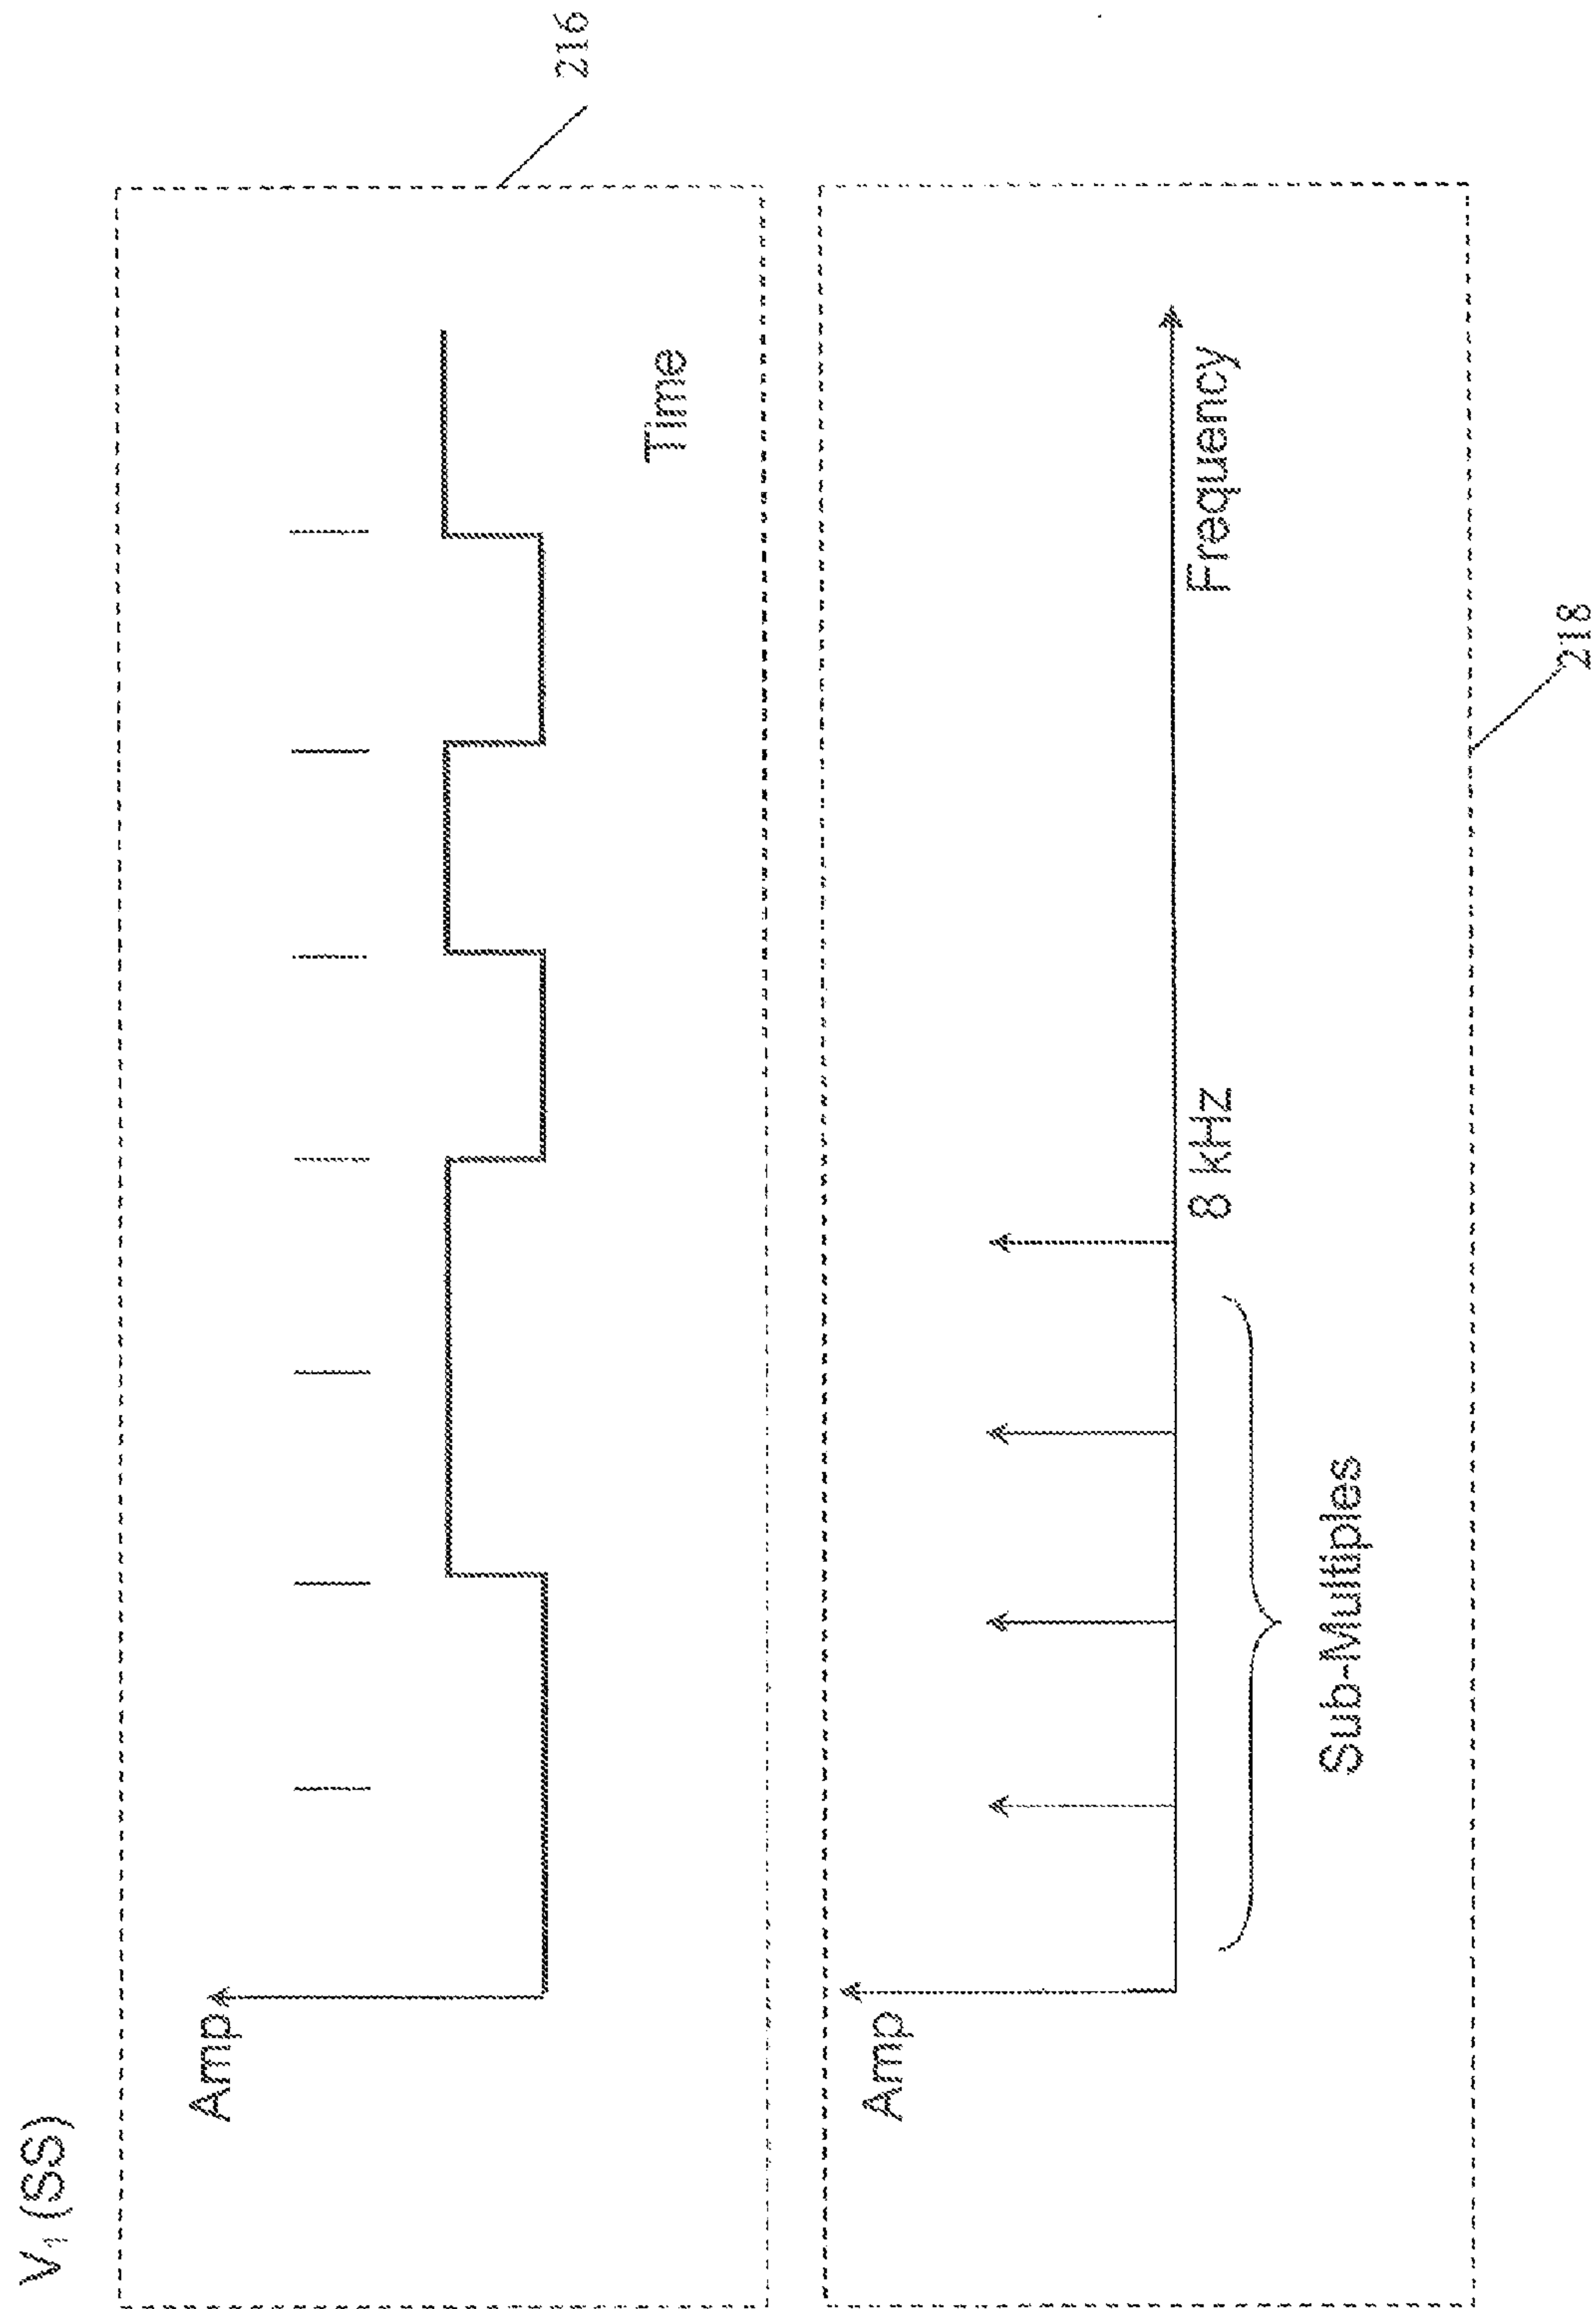 V₁ (SS)
Amp
Time
216
Amp
8 kHz
Frequency
Sub-Multiples
218